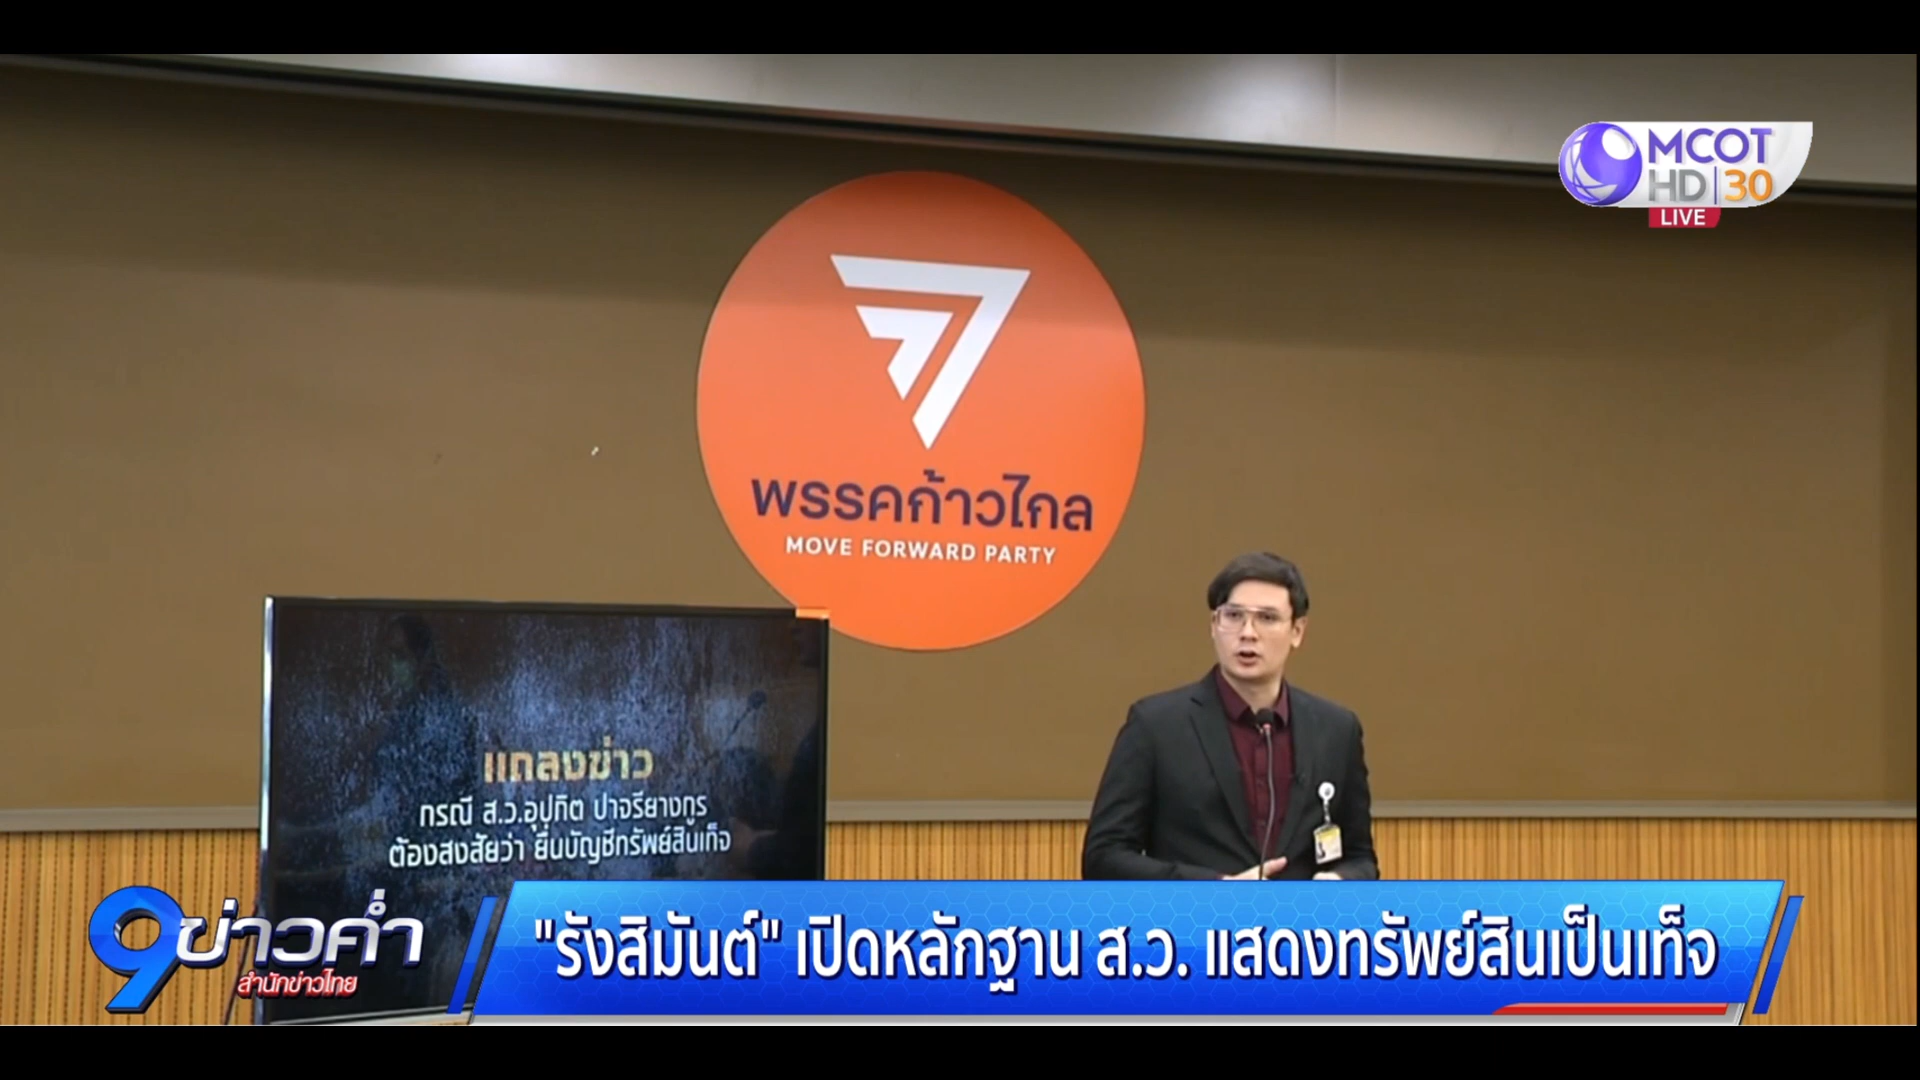 MCOT
HD 30
LIVE
พรรคก้าวไกล
MOVE FORWARD PARTY
แถลงข่าว
กรณี ส.ว.อุปกิต ปาจรียางกูร
ต้องสงสัยว่า ยื่นบัญชีทรัพย์สินเท็จ
9ข่าวค่ำ
สำนักข่าวไทย
"รังสิมันต์" เปิดหลักฐาน ส.ว. แสดงทรัพย์สินเป็นเท็จ